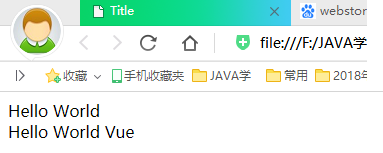 Title
webstor
file:///F:/JAVA学
收藏
手机收藏夹
JAVA学
常用
2018年
Hello World
Hello World Vue